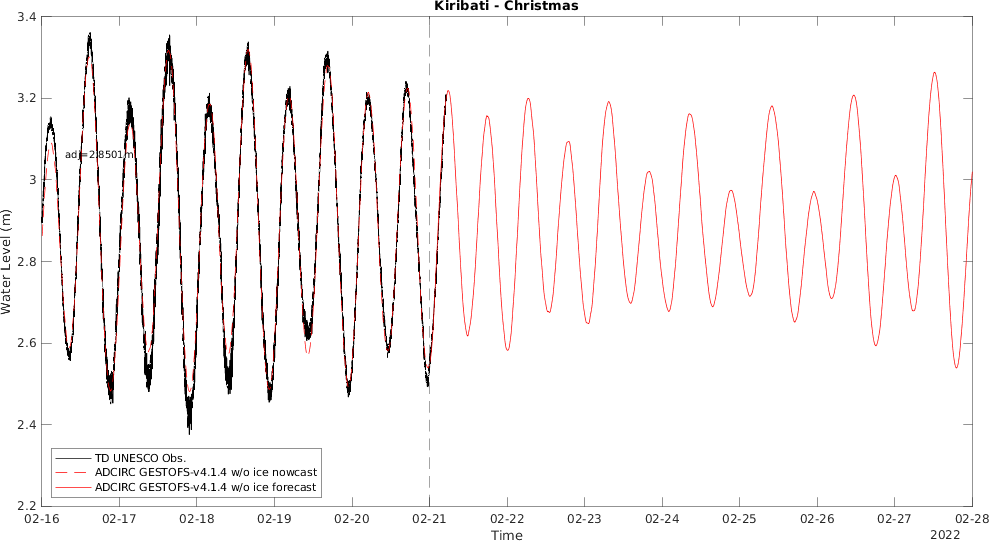 Kiribati - Christmas
3.4
3.2
3
2.8
2.6
2.4
2.2
Water Level (m)
adj=2.8501m
TD UNESCO Obs.
ADCIRC GESTOFS-v4.1.4 w/o ice nowcast
ADCIRC GESTOFS-v4.1.4 w/o ice forecast
02-16 02-17 02-18 02-19 02-20 02-21 02-22 02-23 02-24 02-25 02-26 02-27 02-28
Time
2022